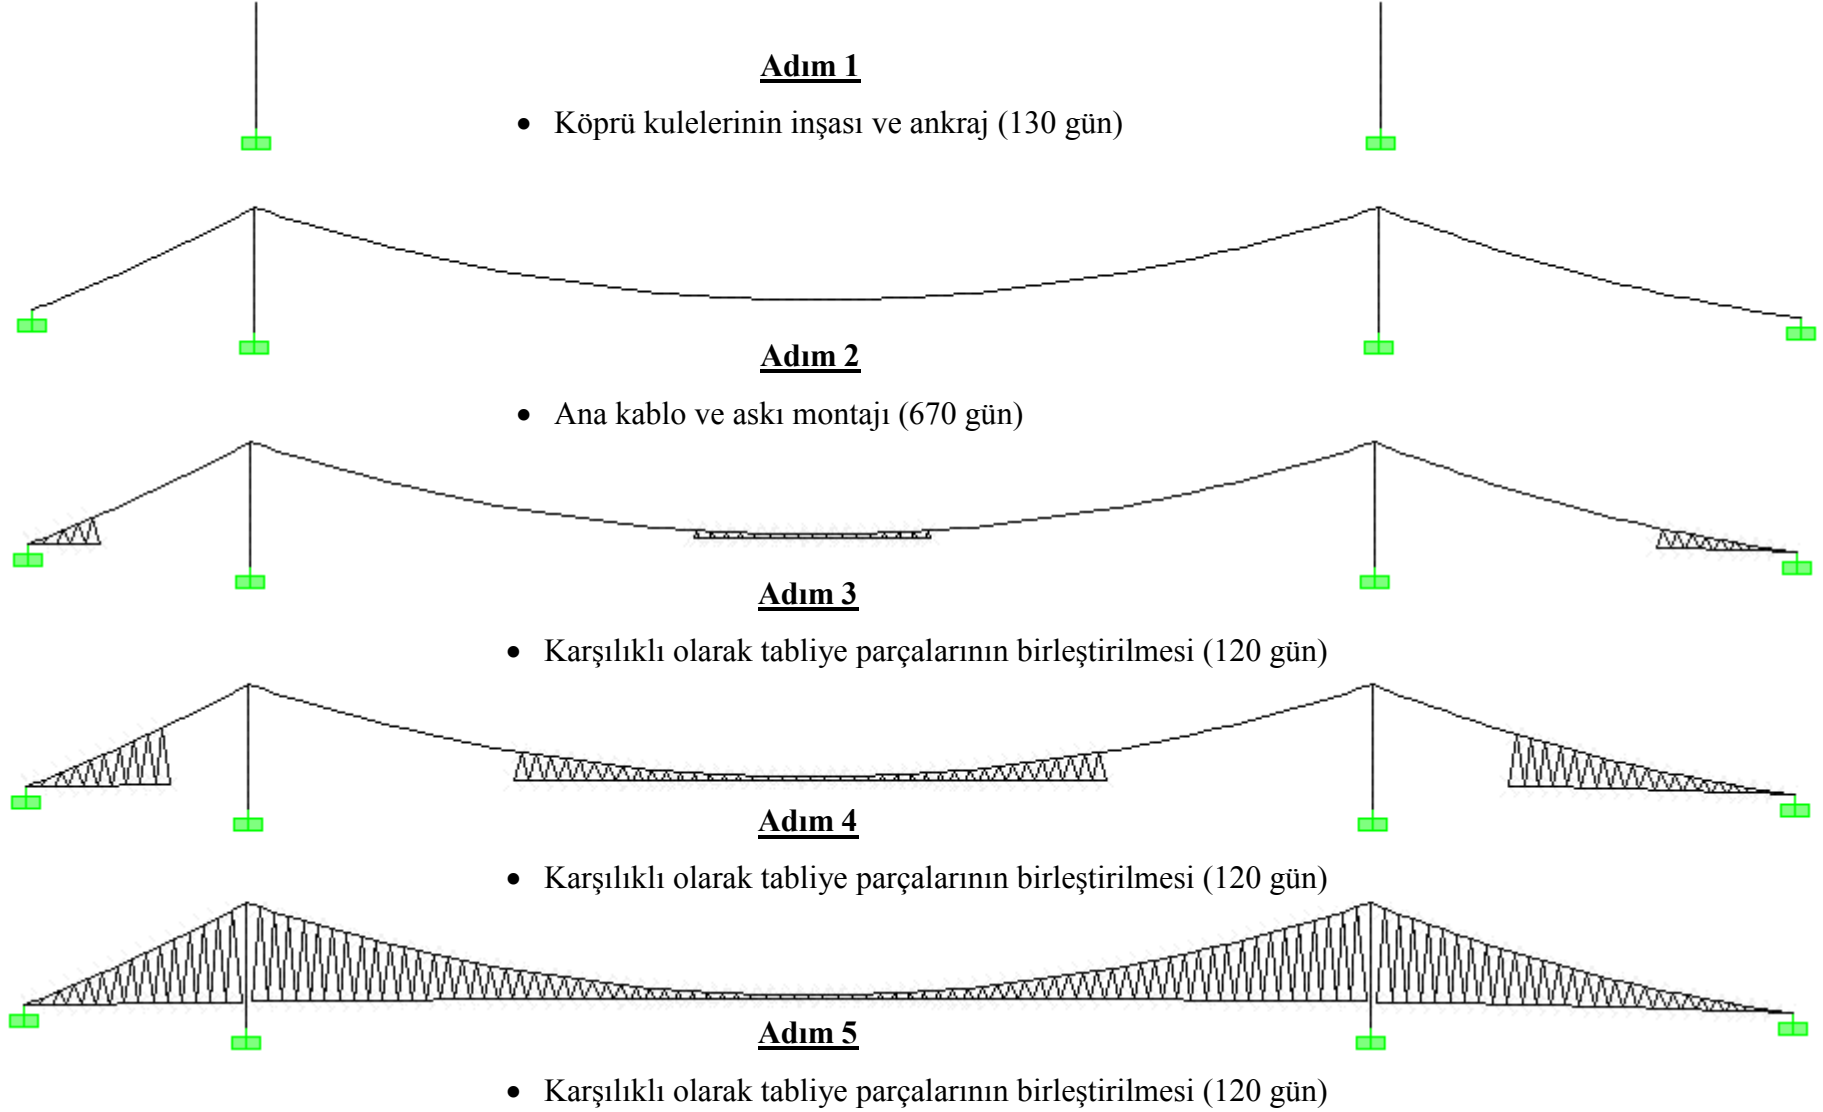 Adım 1
• Köprü kulelerinin inşası ve ankraj (130 gün)
Adım 2
• Ana kablo ve askı montajı (670 gün)
Adım 3
• Karşılıklı olarak tabliye parçalarının birleştirilmesi (120 gün)
Adım 4
• Karşılıklı olarak tabliye parçalarının birleştirilmesi (120 gün)
Adım 5
• Karşılıklı olarak tabliye parçalarının birleştirilmesi (120 gün)